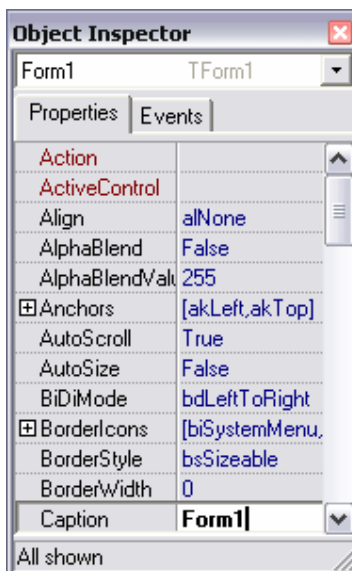 Object Inspector
Form1 TForm1
Properties Events
Action
ActiveControl
Align alNone
AlphaBlend False
AlphaBlendValu 255
Anchors [akLeft,akTop]
AutoScroll True
AutoSize False
BiDiMode bdLeftToRight
BorderIcons [biSystemMenu,
BorderStyle bsSizeable
BorderWidth 0
Caption Form1
All shown